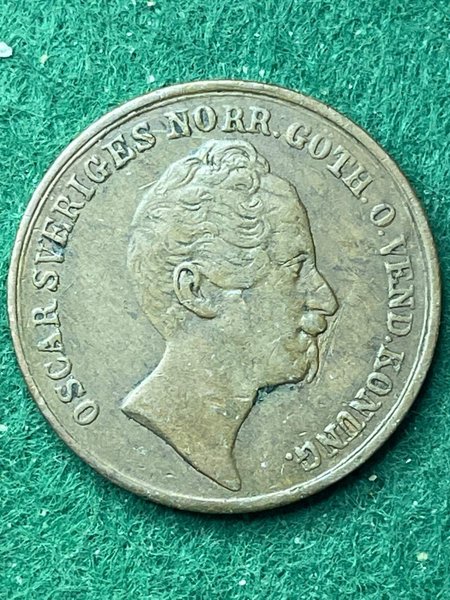 OSCAR SVERIGES NORR. GOTH. O. VEND. KONUNG.